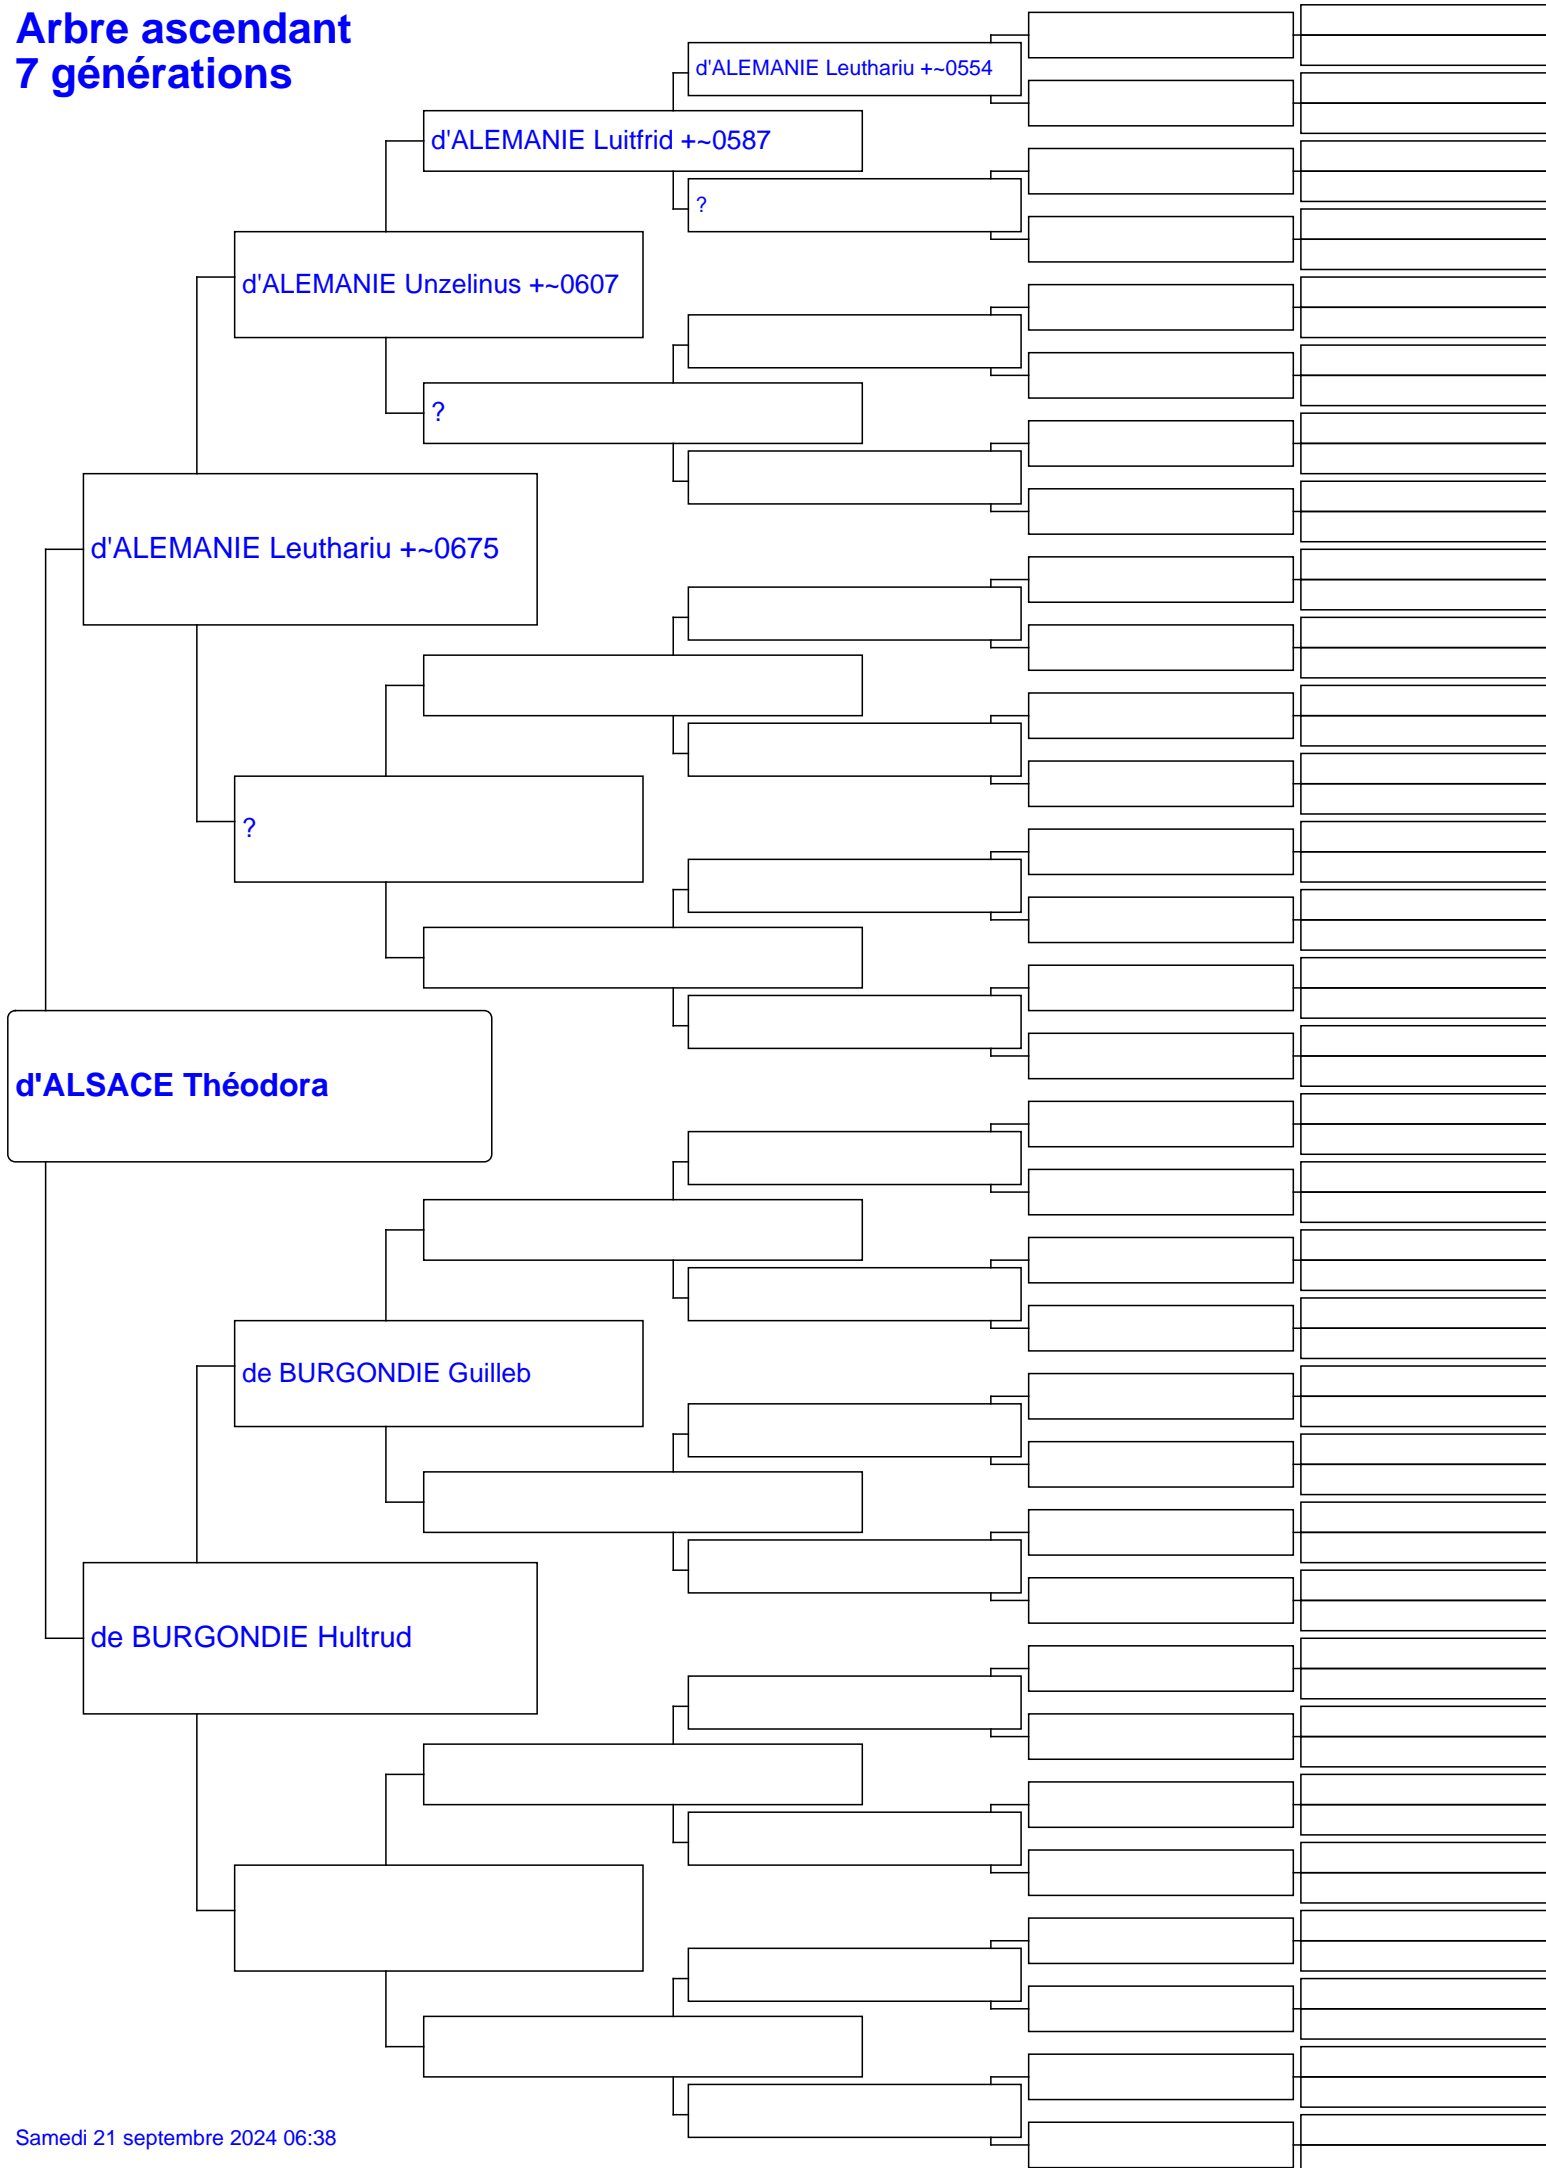 Arbre ascendant
7 générations
d'ALEMANIE Leuthariu +~0554
d'ALEMANIE Luitfrid +~0587
?
d'ALEMANIE Unzelinus +~0607
?
d'ALEMANIE Leuthariu +~0675
?
d'ALSACE Théodora
de BURGONDIE Guilleb
de BURGONDIE Hultrud
Samedi 21 septembre 2024 06:38